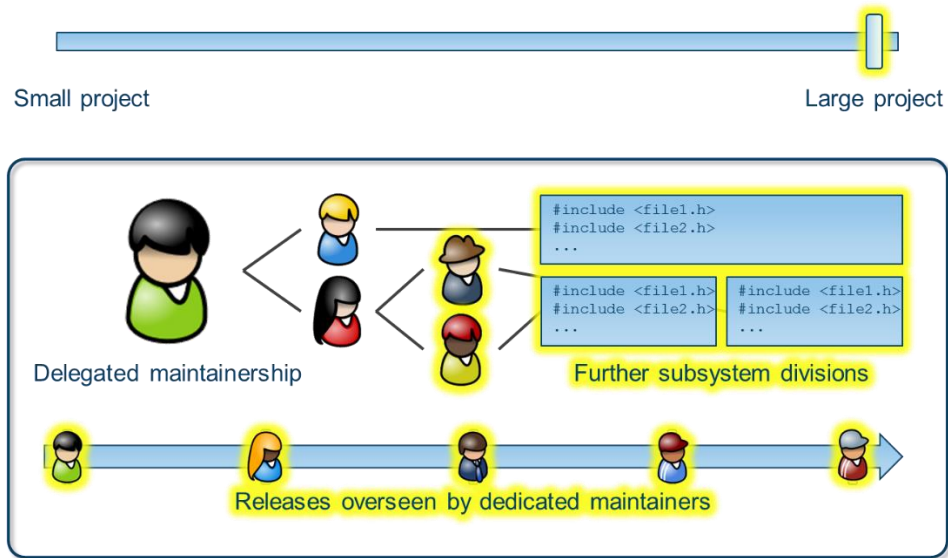 Small project
Large project
#include <file1.h>
#include <file2.h>
...
#include <file1.h>
#include <file2.h>
...
#include <file1.h>
#include <file2.h>
...
Delegated maintainership
Further subsystem divisions
Releases overseen by dedicated maintainers